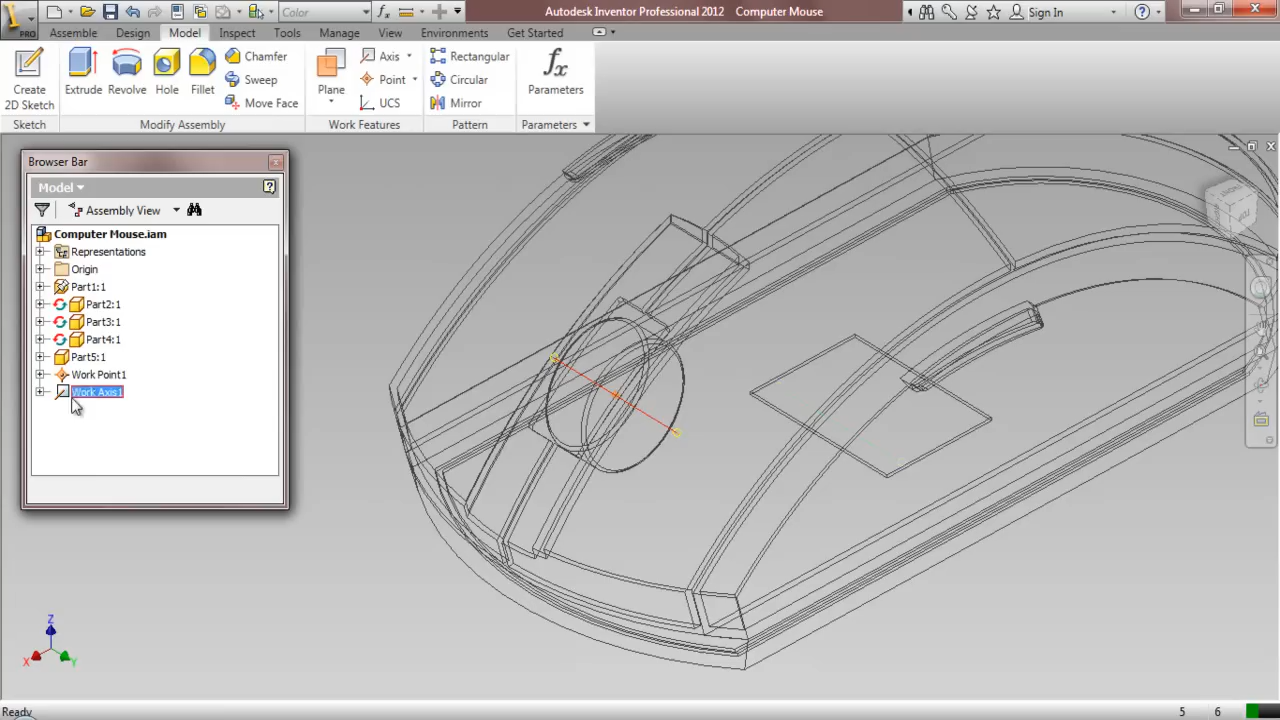 Color
Autodesk Inventor Professional 2012 Computer Mouse
Sign In
PRO
Assemble Design Model Inspect Tools Manage View Environments Get Started
Create
2D Sketch
Extrude
Revolve
Hole
Fillet
Chamfer
Sweep
Move Face
Plane
Axis
Point
UCS
Rectangular
Circular
Mirror
fx
Parameters
Sketch
Modify Assembly
Work Features
Pattern
Parameters
Browser Bar
Model
Assembly View
Computer Mouse.iam
Representations
Origin
Part1:1
Part2:1
Part3:1
Part4:1
Part5:1
Work Point1
Work Axis1
Z
X
Y
Ready
5 6